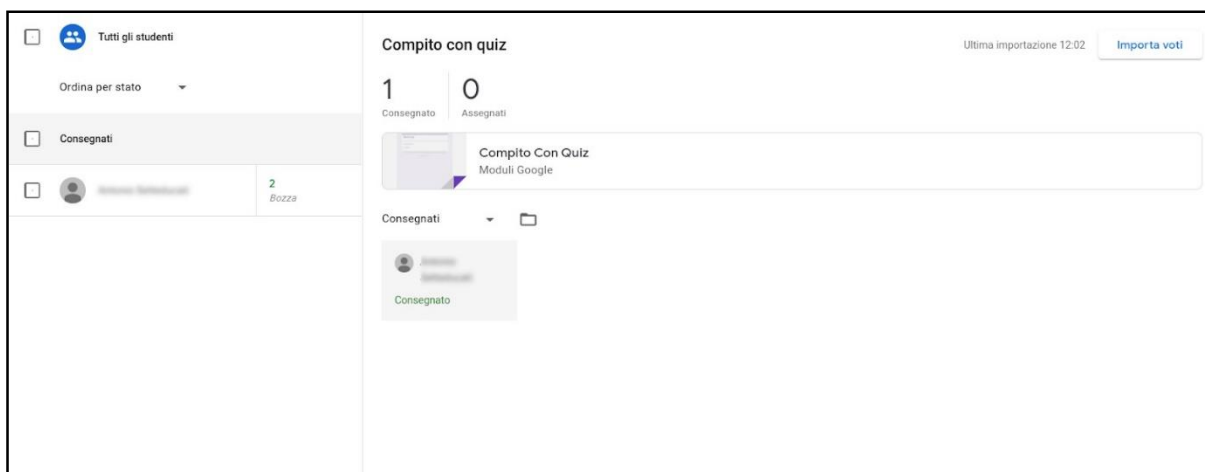 Tutti gli studenti
Ordina per stato
Consegnati
2
Bozza
Compito con quiz
Ultima importazione 12:02
Importa voti
1
Consegnato
0
Assegnati
Compito Con Quiz
Moduli Google
Consegnati
Consegnato